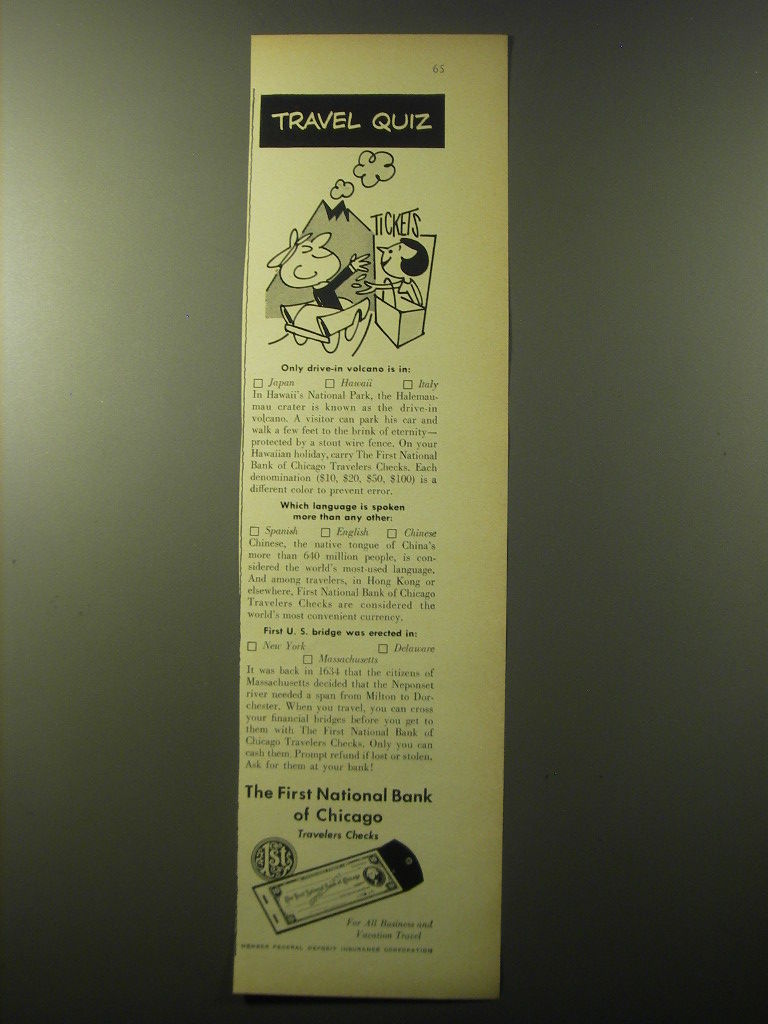 65
TRAVEL QUIZ
TICKETS
Only drive-in volcano is in:
☐ Japan ☐ Hawaii ☐ Italy
In Hawaii's National Park, the Halemau-
mau crater is known as the drive-in
volcano. A visitor can park his car and
walk a few feet to the brink of eternity—
protected by a stout wire fence. On your
Hawaiian holiday, carry The First National
Bank of Chicago Travelers Checks. Each
denomination ($10, $20, $50, $100) is a
different color to prevent error.
Which language is spoken
more than any other:
☐ Spanish ☐ English ☐ Chinese
Chinese, the native tongue of China's
more than 640 million people, is con-
sidered the world's most-used language.
And among travelers, in Hong Kong or
elsewhere, First National Bank of Chicago
Travelers Checks are considered the
world's most convenient currency.
First U. S. bridge was erected in:
☐ New York ☐ Delaware
☐ Massachusetts
It was back in 1634 that the citizens of
Massachusetts decided that the Neponset
river needed a span from Milton to Dor-
chester. When you travel, you can cross
your financial bridges before you get to
them with The First National Bank of
Chicago Travelers Checks. Only you can
cash them. Prompt refund if lost or stolen.
Ask for them at your bank!
The First National Bank
of Chicago
Travelers Checks
1st
The First National Bank of Chicago
For All Business and
Vacation Travel
MEMBER FEDERAL DEPOSIT INSURANCE CORPORATION